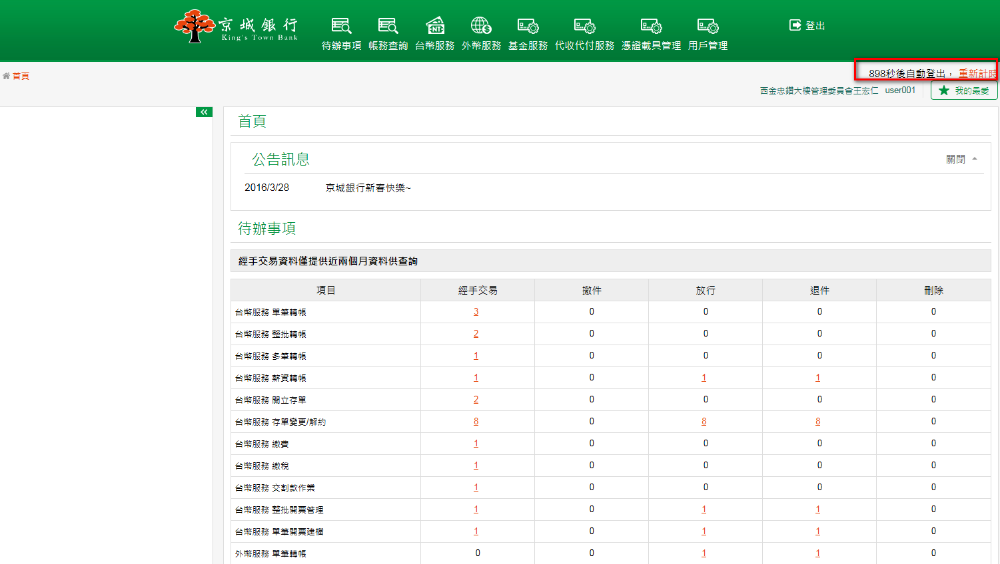 京城銀行
King's Town Bank
NT
待辦事項 帳務查詢 台幣服務 外幣服務 基金服務 代收代付服務 憑證載具管理 用戶管理
登出
首頁
898秒後自動登出， 重新計時
西金忠鑽大樓管理委員會王宏仁 user001
我的最愛
首頁
公告訊息
關閉
2016/3/28 京城銀行新春快樂~
待辦事項
經手交易資料僅提供近兩個月資料供查詢
項目 經手交易 撤件 放行 退件 刪除
台幣服務 單筆轉帳 3 0 0 0 0
台幣服務 整批轉帳 2 0 0 0 0
台幣服務 多筆轉帳 1 0 0 0 0
台幣服務 薪資轉帳 1 0 1 1 0
台幣服務 開立存單 2 0 0 0 0
台幣服務 存單變更/解約 8 0 8 8 0
台幣服務 繳費 1 0 0 0 0
台幣服務 繳稅 1 0 0 0 0
台幣服務 交割款作業 1 0 0 0 0
台幣服務 整批開票管理 1 0 1 1 0
台幣服務 單筆開票建檔 1 0 1 1 0
外幣服務 單筆轉帳 0 0 1 1 0